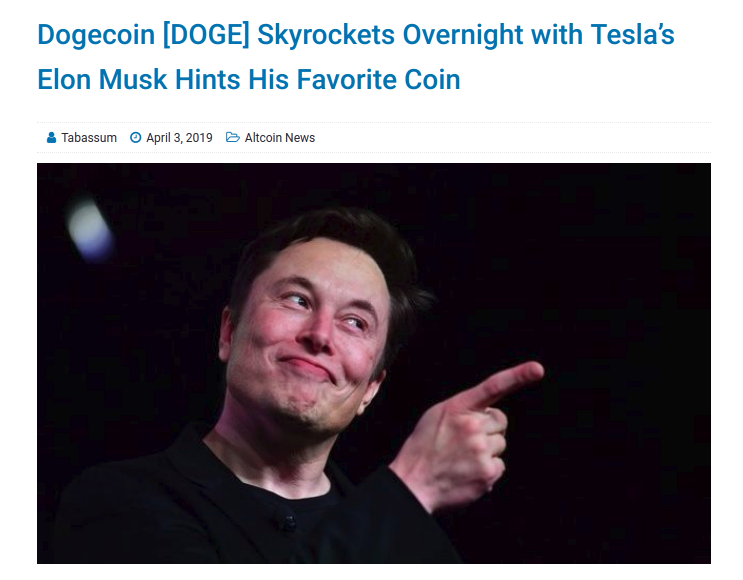 Dogecoin [DOGE] Skyrockets Overnight with Tesla’s
Elon Musk Hints His Favorite Coin
Tabassum April 3, 2019 Altcoin News